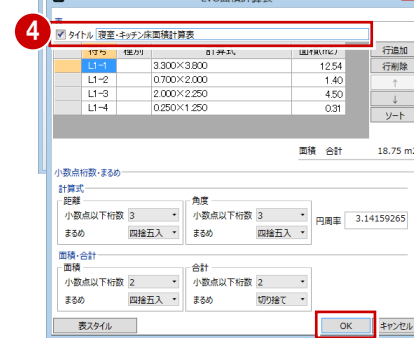 表
4
☑ タイトル 寝室・キッチン床面積計算表
符号 種別 計算式 面積(m2)
L1-1 3.300×3.800 12.54
L1-2 0.700×2.000 1.40
L1-3 2.000×2.250 4.50
L1-4 0.250×1.250 0.31
行追加
行削除
↑
↓
ソート
面積 合計 18.75 m2
小数点桁数・まるめ
計算式
距離
小数点以下桁数 3
まるめ 四捨五入
角度
小数点以下桁数 3
まるめ 四捨五入
円周率 3.14159265
面積・合計
面積
小数点以下桁数 2
まるめ 四捨五入
合計
小数点以下桁数 2
まるめ 切り捨て
表スタイル
OK
キャンセル